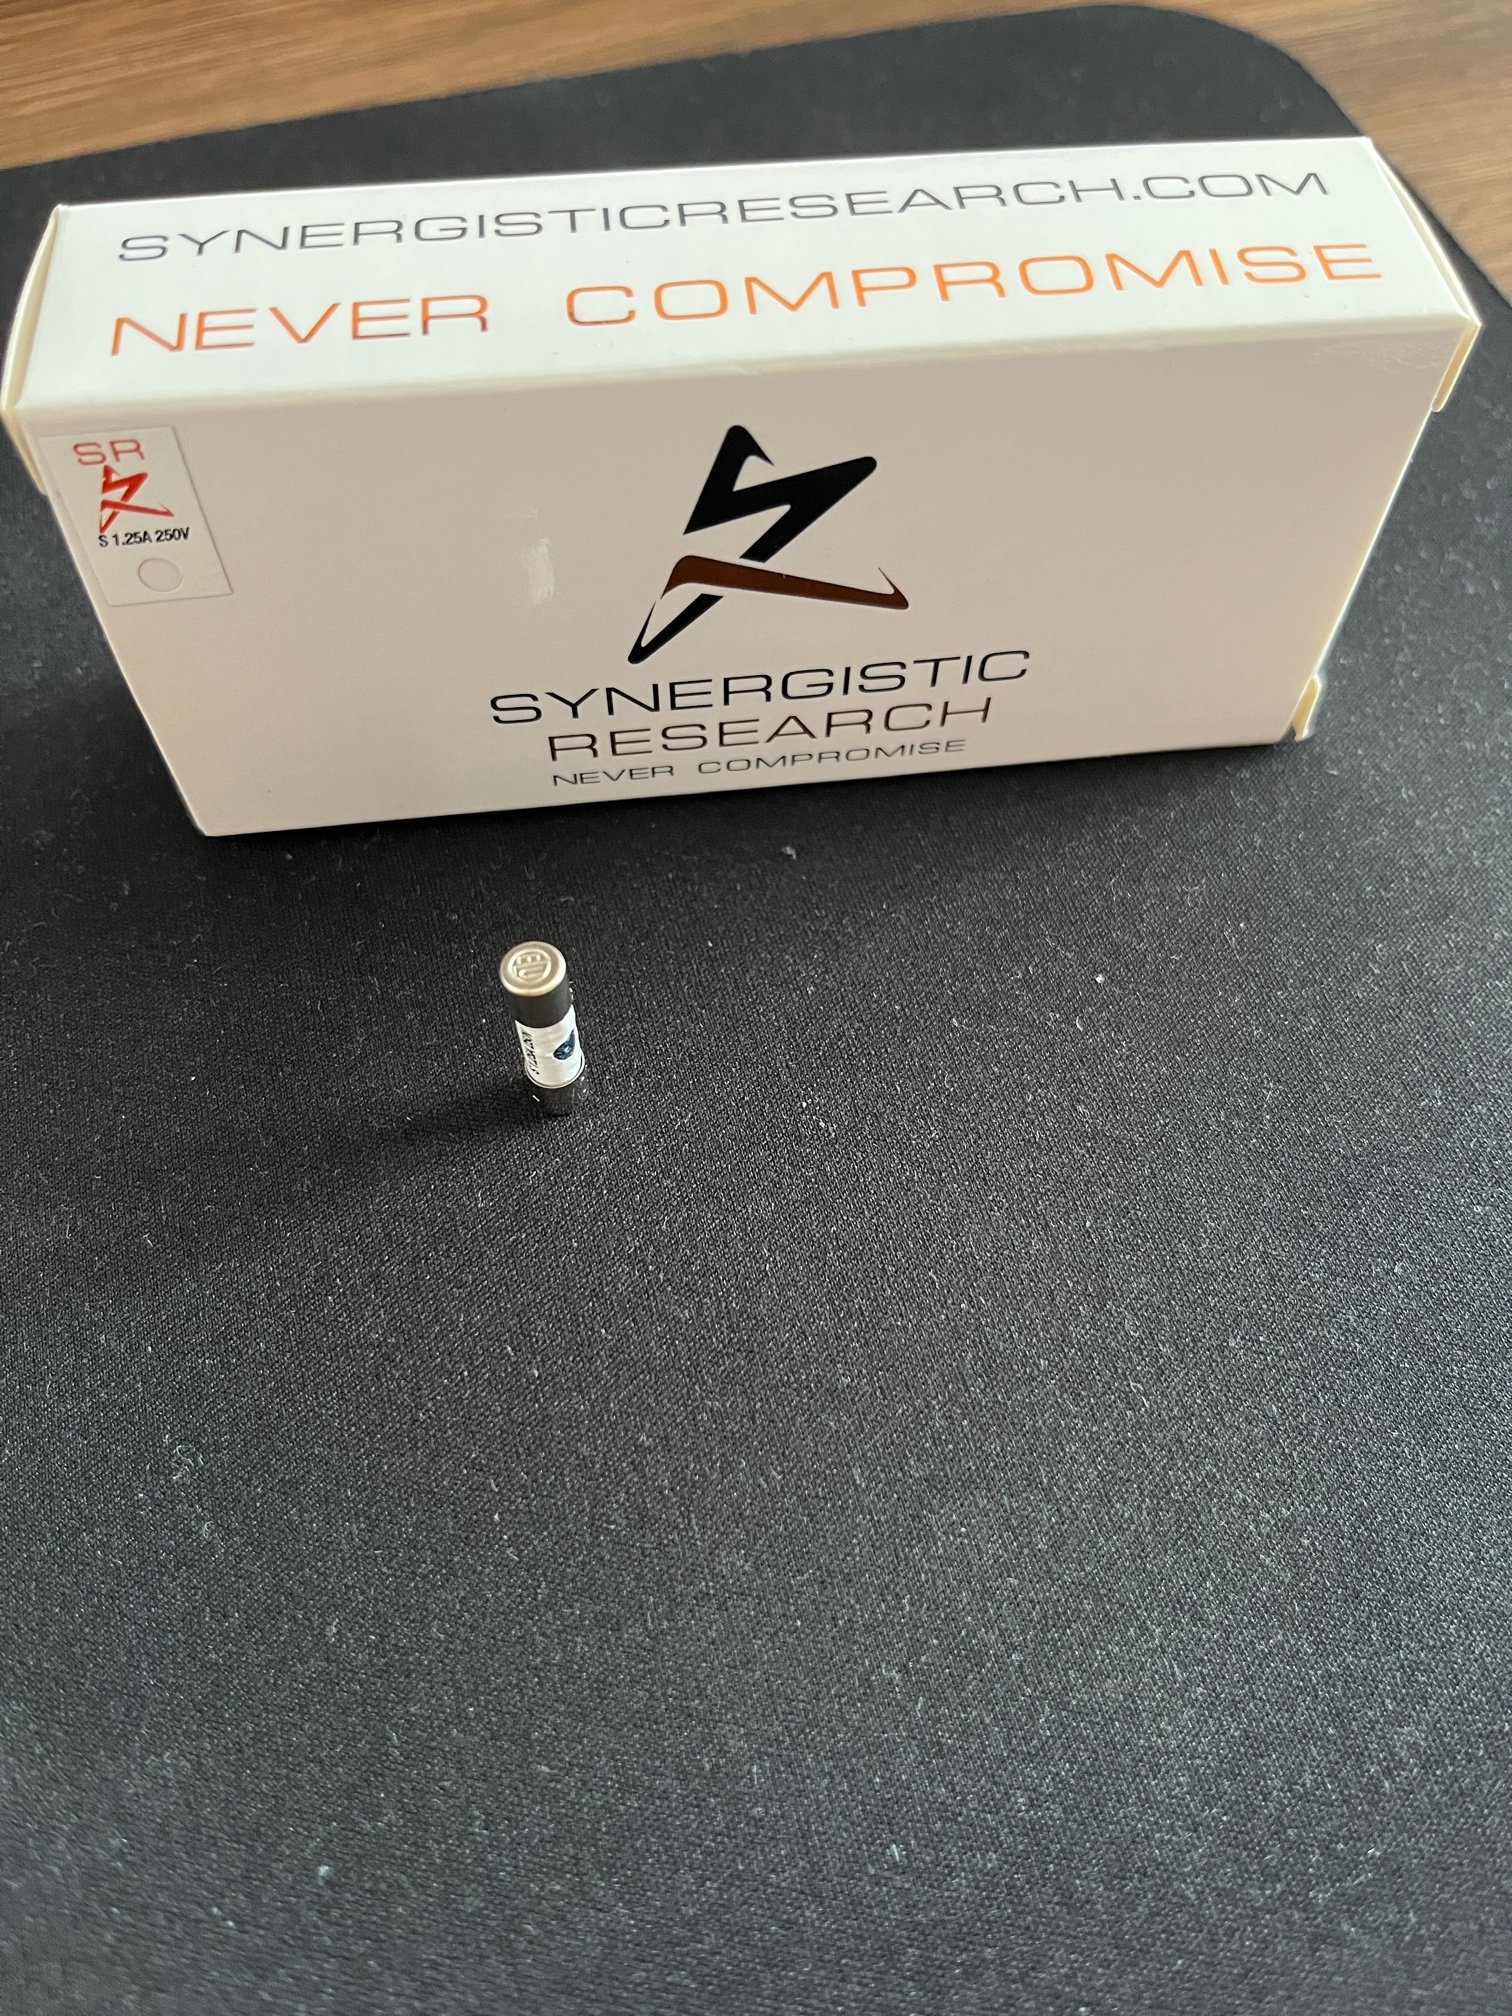 SYNERGISTICRESEARCH.COM
NEVER COMPROMISE
SR
S 1.25A 250V
SYNERGISTIC
RESEARCH
NEVER COMPROMISE